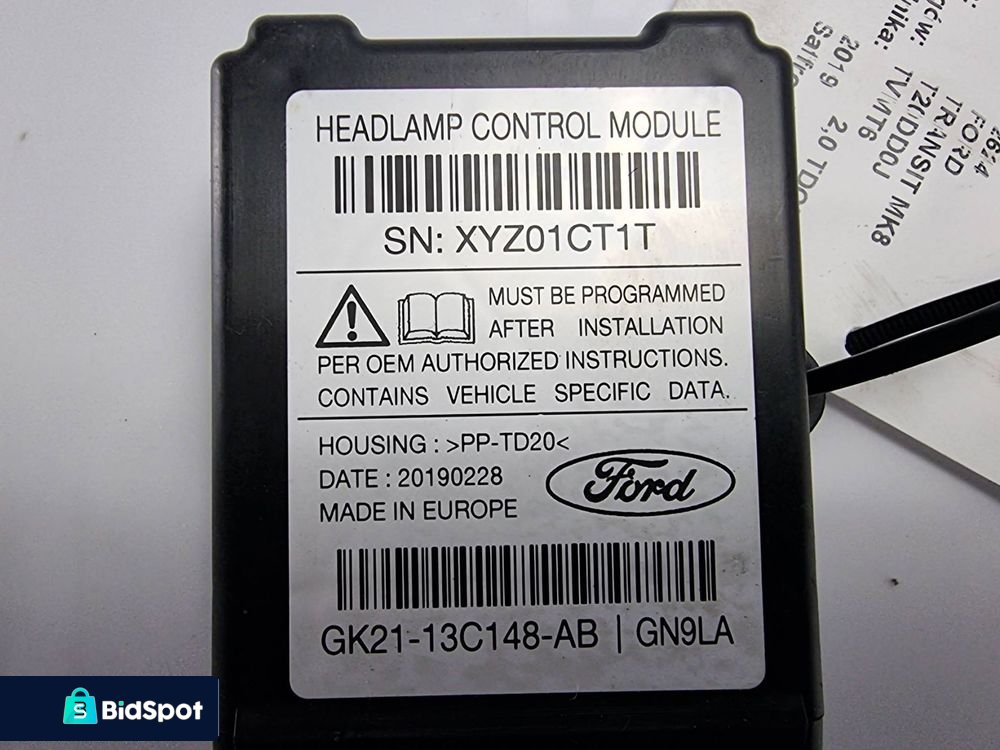 HEADLAMP CONTROL MODULE
SN: XYZ01CT1T
MUST BE PROGRAMMED
AFTER INSTALLATION
PER OEM AUTHORIZED INSTRUCTIONS.
CONTAINS VEHICLE SPECIFIC DATA.
HOUSING : >PP-TD20<
DATE : 20190228
MADE IN EUROPE
Ford
GK21-13C148-AB | GN9LA
FORD
TRANSIT MK8
TVMT6
2019 2,0 TDC
BidSpot